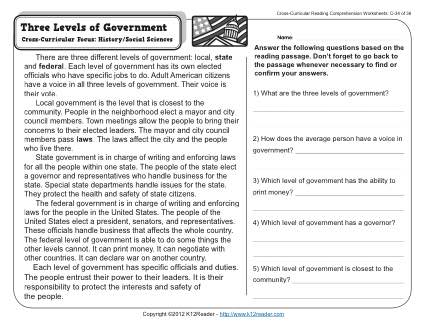 Cross-Curricular Reading Comprehension Worksheets: D-24 of 36
Three Levels of Government
Cross-Curricular Focus: History/Social Sciences
There are three different levels of government: local, state
and federal. Each level of government has its own elected
officials who have specific jobs to do. Adult American citizens
have a voice in all three levels of government. Their voice is
their vote.
Local government is the level that is closest to the
community. People in the neighborhood elect a mayor and city
council members. Town meetings allow the people to bring their
concerns to their elected leaders. The mayor and city council
members pass laws. The laws affect the city and the people
who live there.
State government is in charge of writing and enforcing laws
for all the people within one state. The people of the state elect
a governor and representatives who handle business for the
state. Special state departments handle issues for the state.
They protect the health and safety of state citizens.
The federal government is in charge of writing and enforcing
laws for the people in the United States. The people of the
United States elect a president, senators, and representatives.
These officials handle business that affects the whole country.
The federal government is able to do some things the
other levels cannot. It can print money. It can negotiate with
other countries. It can declare war on another country.
Each level of government has specific officials and duties.
The people entrust their power to their leaders. It is their
responsibility to protect the interests and safety of
the people.
Name
Answer the following questions based on the
reading passage. Don't forget to go back to
the passage whenever necessary to find or
confirm your answers.
1) What are the three levels of government?
2) How does the average person have a voice in
government?
3) Which level of government has the ability to
print money?
4) Which level of government has a governor?
5) Which level of government is closest to the
community?
Copyright ©2012 K12Reader - http://www.k12reader.com